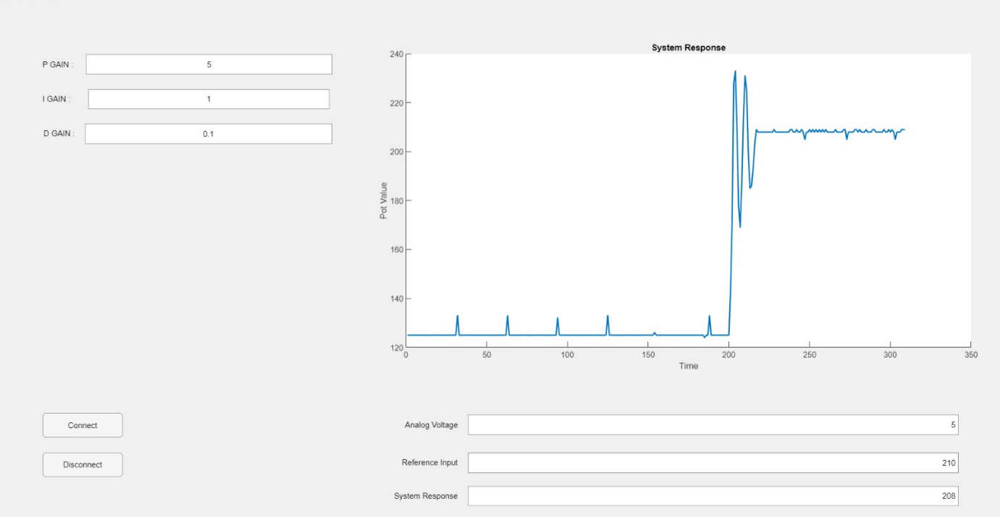 P GAIN :
5
I GAIN :
1
D GAIN :
0.1
System Response
240
220
200
180
160
140
120
Pot Value
0
50
100
150
200
250
300
350
Time
Connect
Disconnect
Analog Voltage
5
Reference Input
210
System Response
208